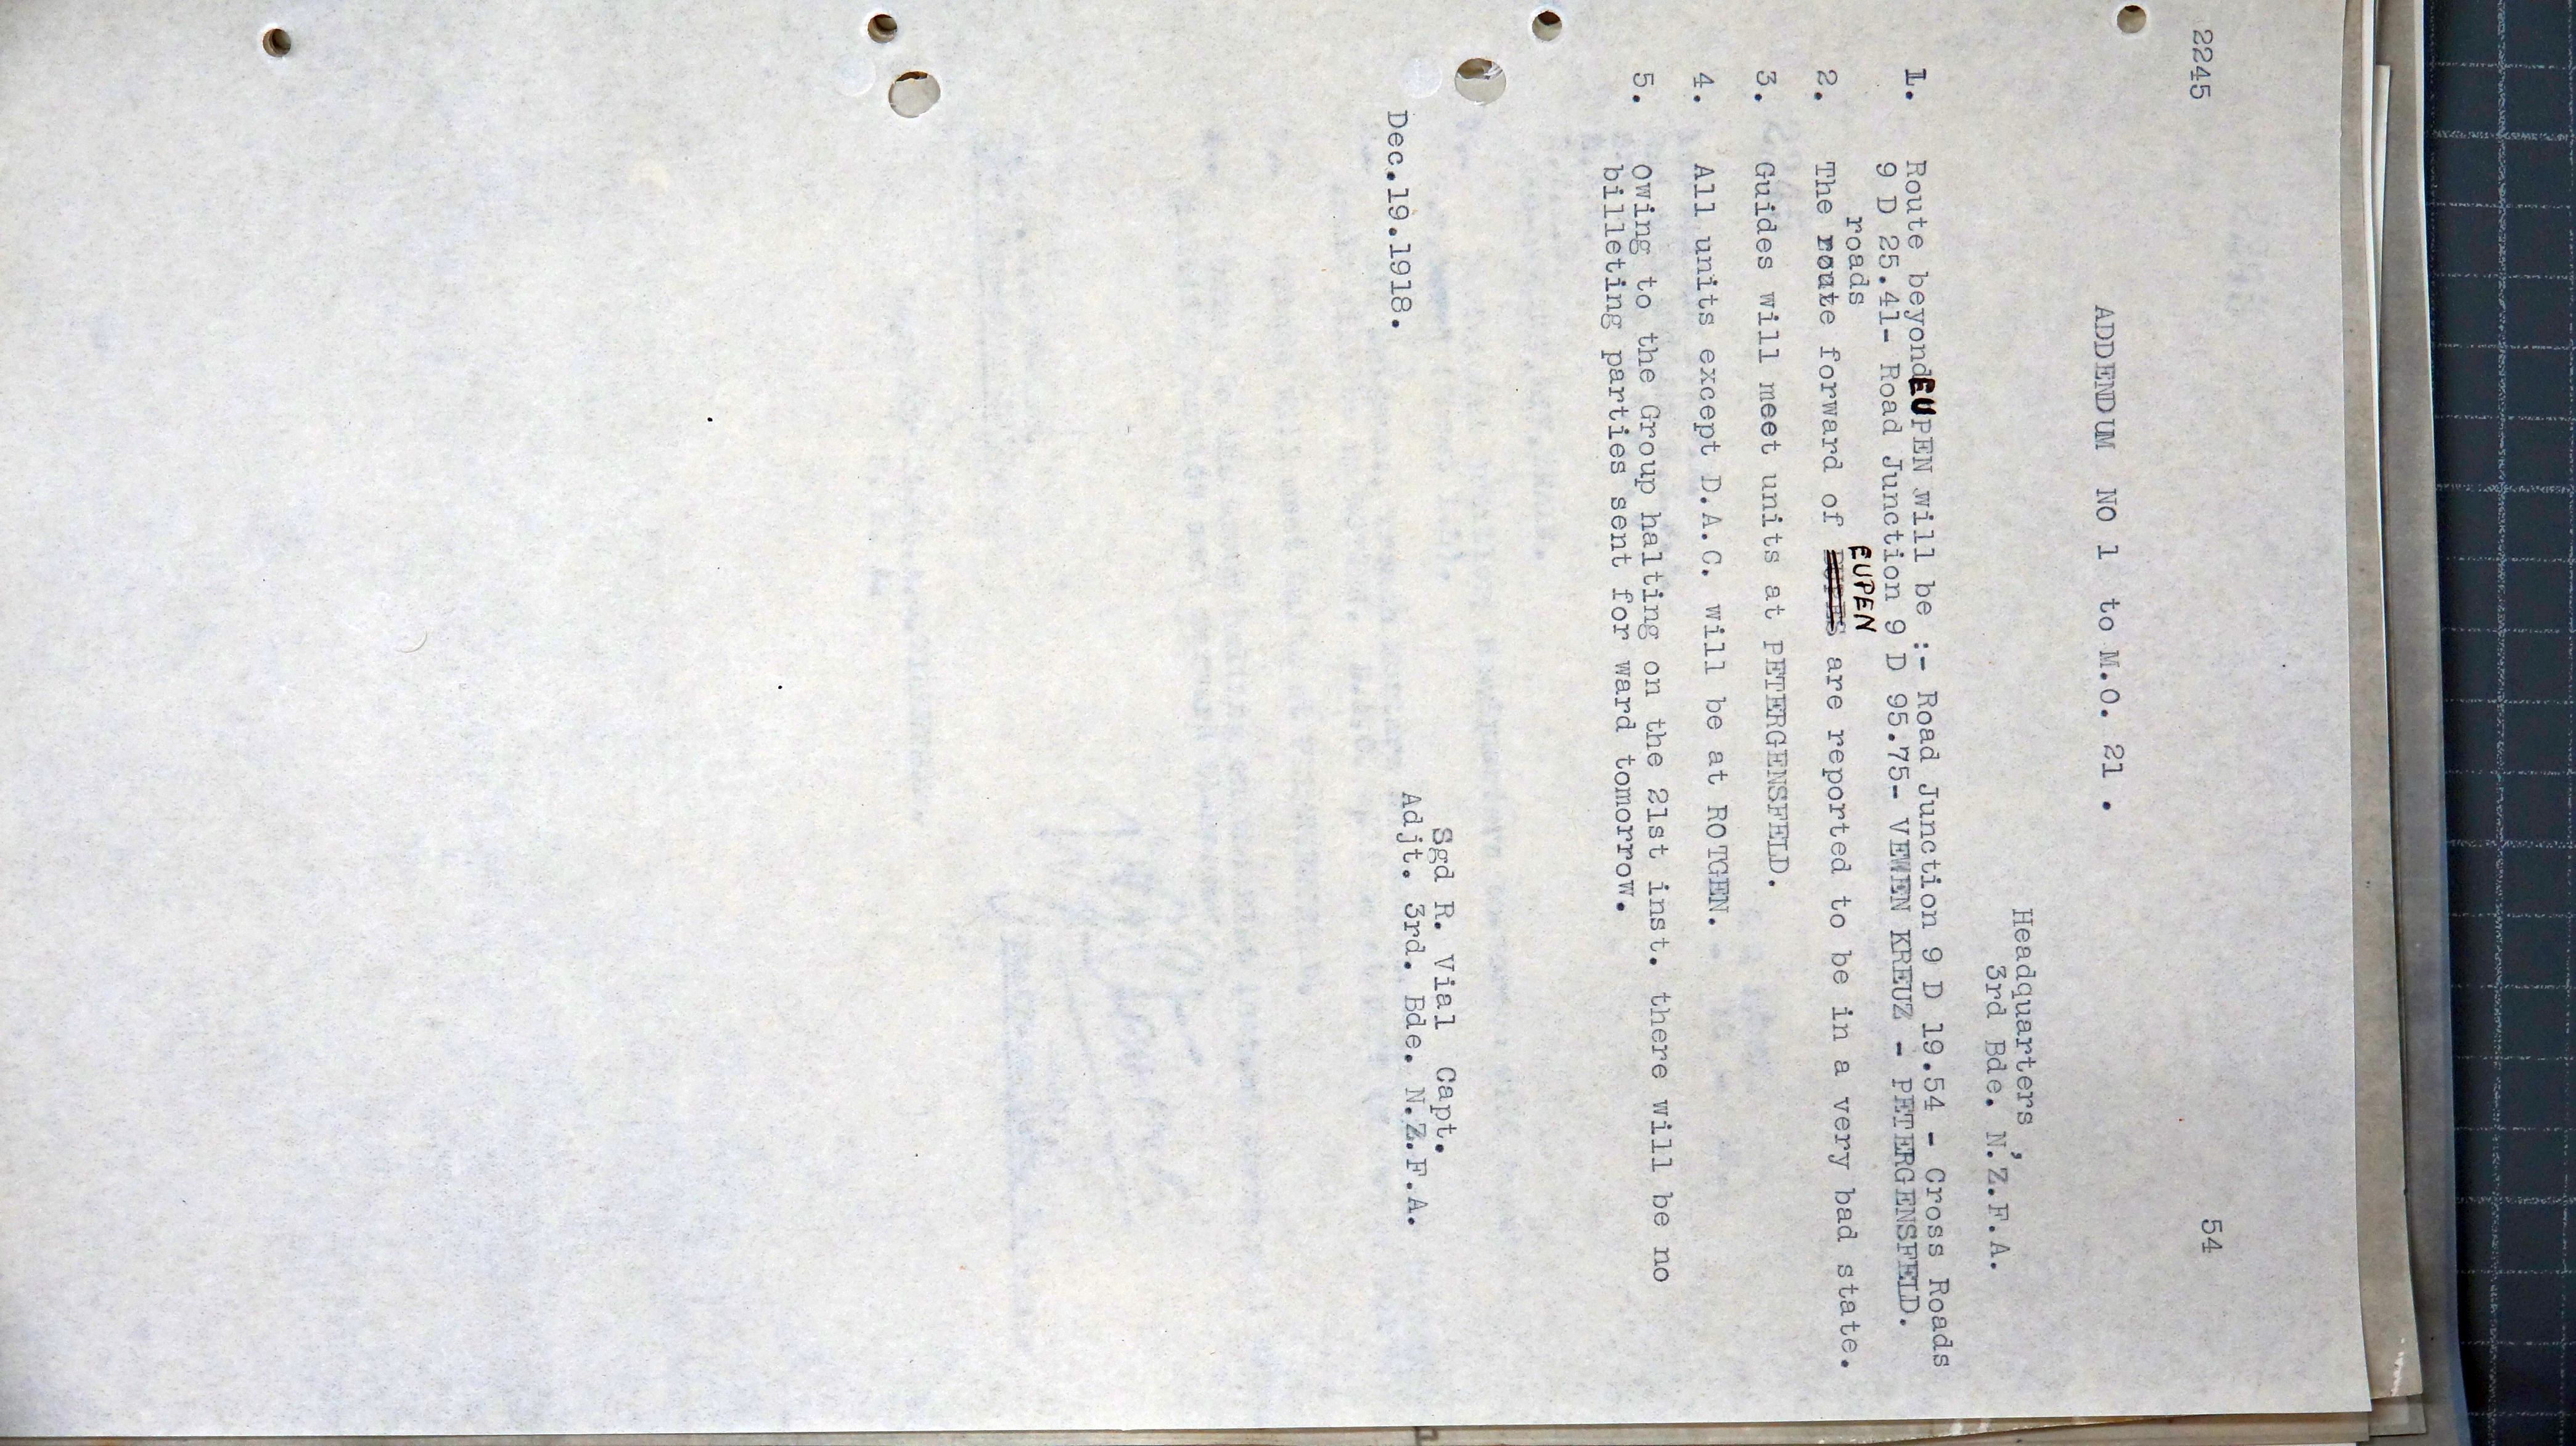 2245 54
ADDENDUM NO 1 to M.O. 21 .
Headquarters ,
3rd Bde. N.Z.F.A.
1. Route beyondEUPEN will be :- Road Junction 9 D 19.54 - Cross Roads
9 D 25.41- Road Junction 9 D 95.75- VEWEN KREUZ - PETERGENSFELD.
roads EUPEN
2. The route forward of are reported to be in a very bad state.
3. Guides will meet units at PETERGENSFELD.
4. All units except D.A.C. will be at ROTGEN.
5. Owing to the Group halting on the 21st inst. there will be no
billeting parties sent for ward tomorrow.
Sgd R. Vial Capt.
Dec.19.1918. Adjt. 3rd. Bde. N.Z.F.A.